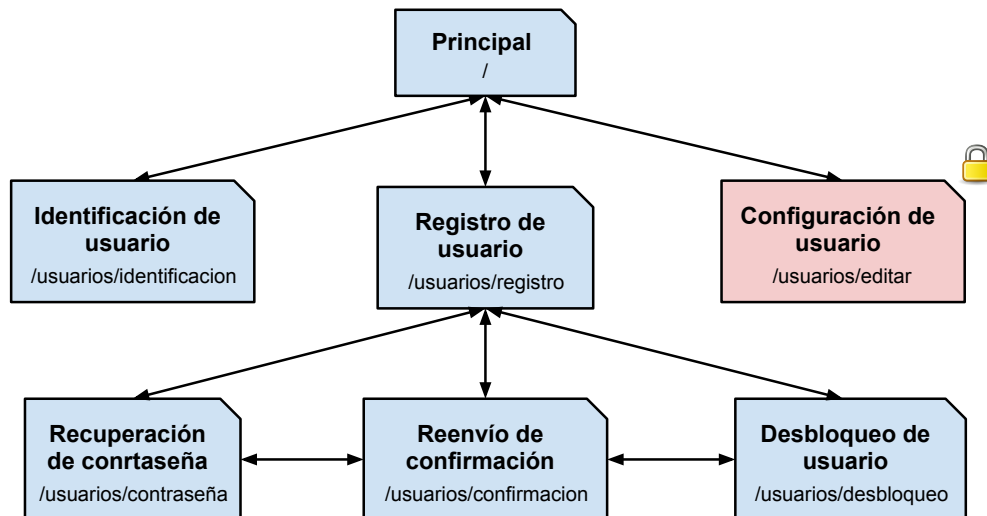 Principal
/
Identificación de
usuario
/usuarios/identificacion
Registro de
usuario
/usuarios/registro
Configuración de
usuario
/usuarios/editar
Recuperación
de conrtaseña
/usuarios/contraseña
Reenvío de
confirmación
/usuarios/confirmacion
Desbloqueo de
usuario
/usuarios/desbloqueo